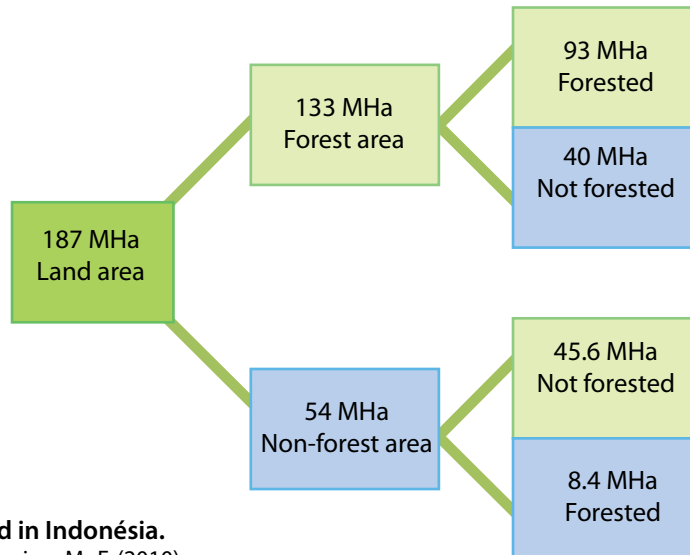 93 MHa
Forested
133 MHa
Forest area
40 MHa
Not forested
187 MHa
Land area
45.6 MHa
Not forested
54 MHa
Non-forest area
8.4 MHa
Forested
in Indonésia.
(2010)